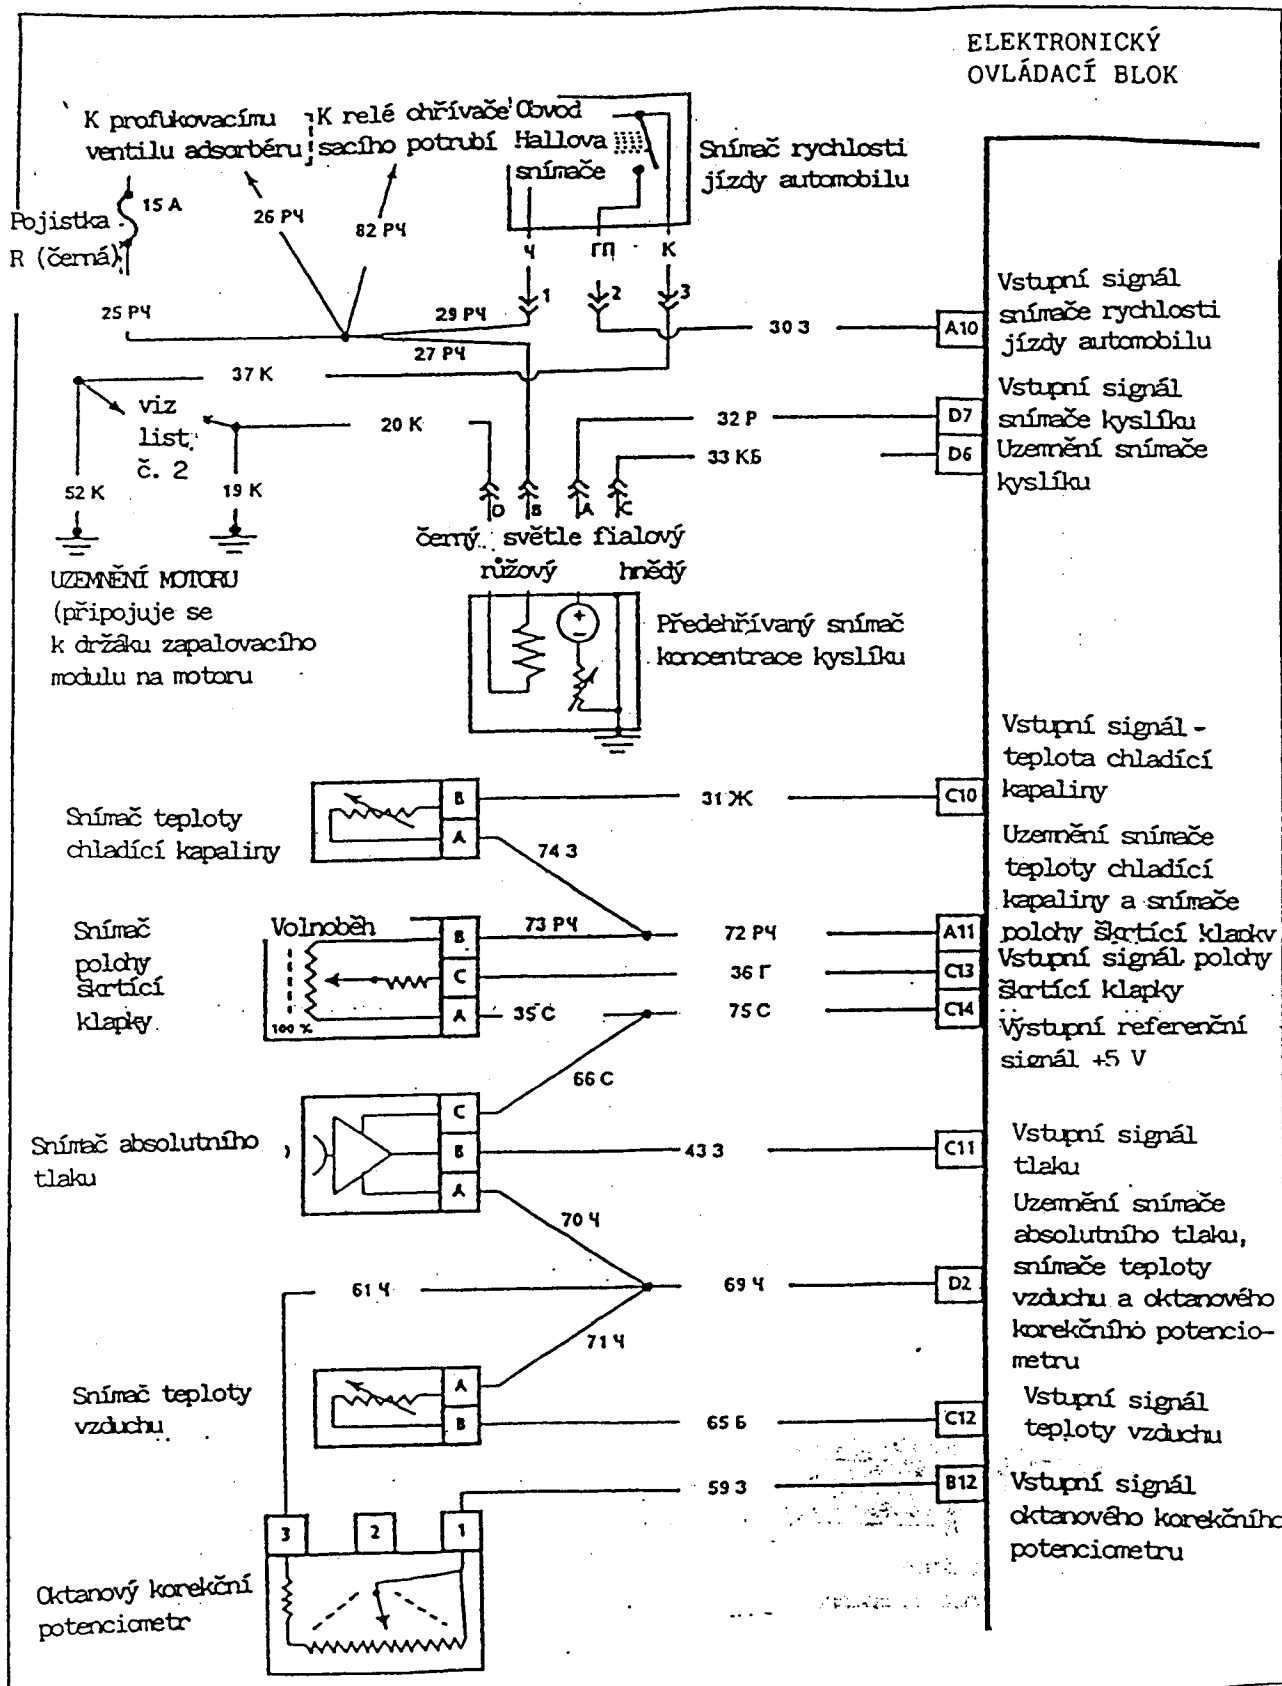 ELEKTRONICKÝ
OVLÁDACÍ BLOK
K profukovacímu
ventilu adsorbéru
K relé ohřívače
sacího potrubí
Obvod
Hallova
snímače
Snímač rychlosti
jízdy automobilu
15 A
Pojistka
R (černá)
26 РЧ
82 РЧ
Ч
ГП
К
1
2
3
25 РЧ
29 РЧ
27 РЧ
30 З
A10
Vstupní signál
snímače rychlosti
jízdy automobilu
37 К
viz
list
č. 2
20 К
32 Р
D7
Vstupní signál
snímače kyslíku
33 КБ
D6
Uzemnění snímače
kyslíku
52 К
19 К
D
B
A
C
černý
světle
fialový
růžový
hnědý
UZEMNĚNÍ MOTORU
(připojuje se
k držáku zapalovacího
modulu na motoru
+
−
Předehřívaný snímač
koncentrace kyslíku
Snímač teploty
chladící kapaliny
B
A
31 Ж
C10
Vstupní signál -
teplota chladící
kapaliny
74 З
Uzemnění snímače
teploty chladící
kapaliny a snímače
polohy škrtící klapky
Snímač
polohy
škrtící
klapky
Volnoběh
100 %
B
C
A
73 РЧ
72 РЧ
A11
36 Г
C13
Vstupní signál polohy
škrtící klapky
35 С
75 С
C14
Výstupní referenční
signál +5 V
66 С
Snímač absolutního
tlaku
C
B
A
43 З
C11
Vstupní signál
tlaku
70 Ч
61 Ч
69 Ч
D2
Uzemnění snímače
absolutního tlaku,
snímače teploty
vzduchu a oktanového
korekčního potencio-
metru
71 Ч
Snímač teploty
vzduchu
A
B
65 Б
C12
Vstupní signál
teploty vzduchu
59 З
B12
Vstupní signál
oktanového korekčního
potenciometru
3
2
1
Oktanový korekční
potenciometr